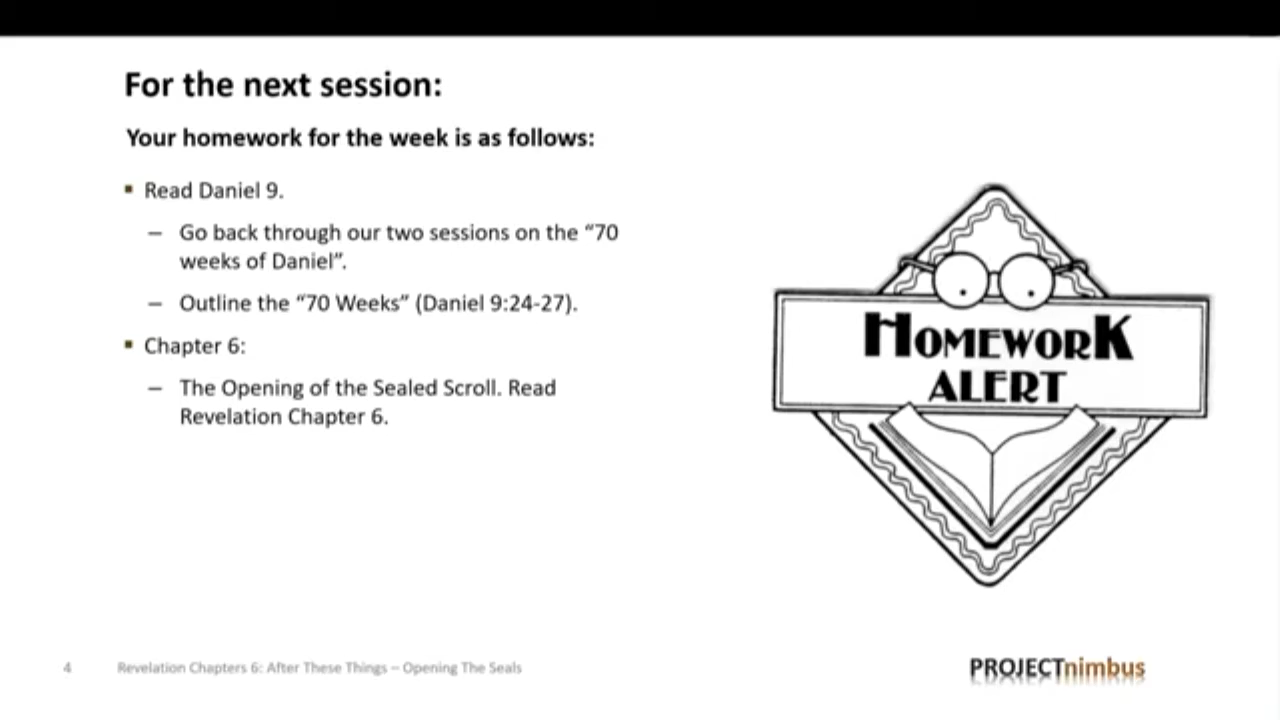 For the next session:
Your homework for the week is as follows:
▪ Read Daniel 9.
– Go back through our two sessions on the “70
weeks of Daniel”.
– Outline the “70 Weeks” (Daniel 9:24-27).
▪ Chapter 6:
– The Opening of the Sealed Scroll. Read
Revelation Chapter 6.
HOMEWORK
ALERT
4 Revelation Chapters 6: After These Things – Opening The Seals
PROJECTnimbus